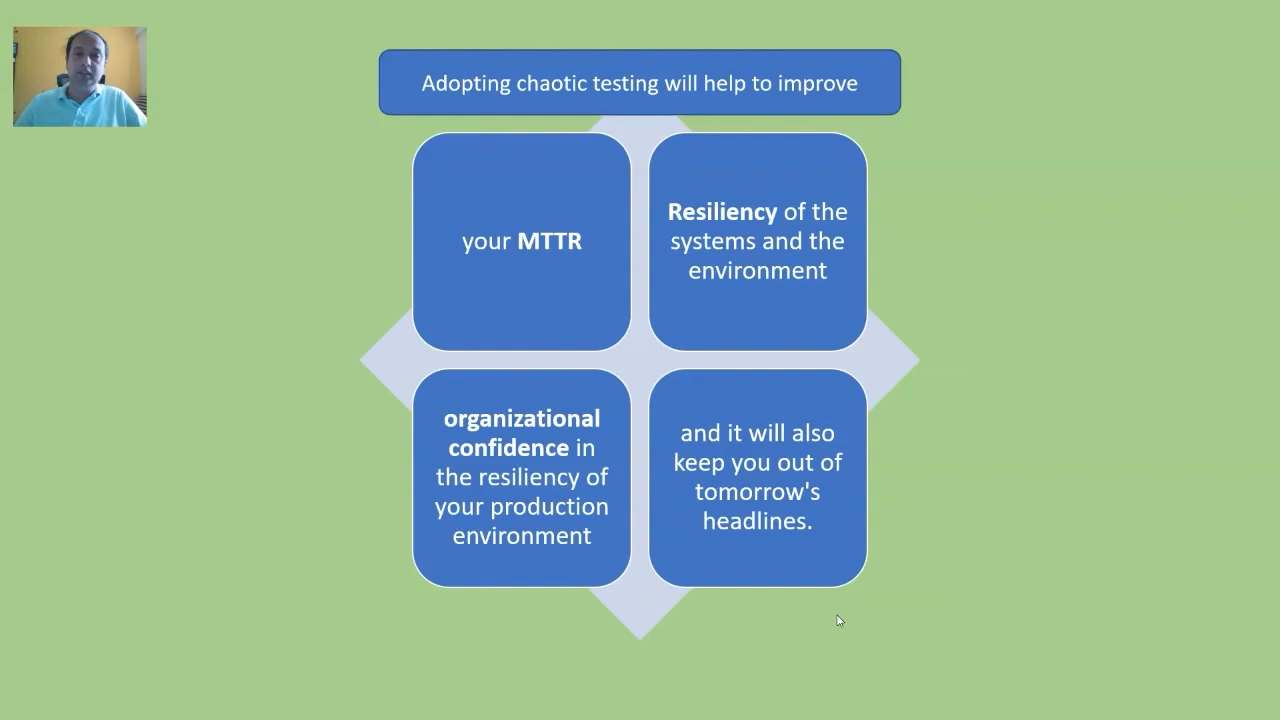 Adopting chaotic testing will help to improve
your MTTR
Resiliency of the
systems and the
environment
organizational
confidence in
the resiliency of
your production
environment
and it will also
keep you out of
tomorrow's
headlines.